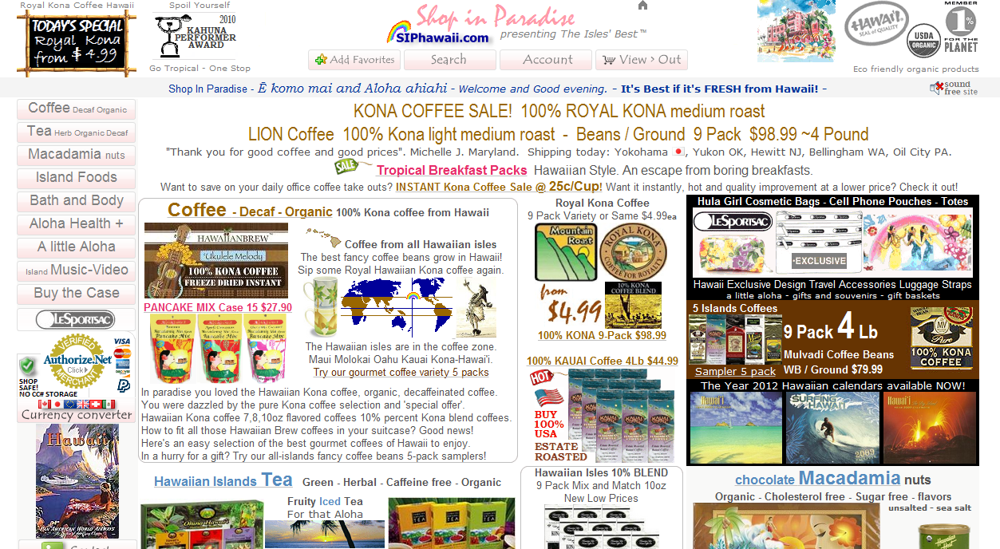 Royal Kona Coffee Hawaii
TODAY'S SPECIAL
Royal Kona
from $4.99
Spoil Yourself
2010
KAHUNA
PERFORMER
AWARD
Go Tropical - One Stop
Shop in Paradise
SIPhawaii.com presenting The Isles' Best™
Add Favorites
Search
Account
View > Out
HAWAI'I
SEAL of QUALITY
USDA
ORGANIC
MEMBER
1%
FOR THE
PLANET
Eco friendly organic products
Shop In Paradise - Ē komo mai and Aloha ahiahi - Welcome and Good evening. - It's Best if it's FRESH from Hawaii! -
sound
free site
Coffee Decaf Organic
Tea Herb Organic Decaf
Macadamia nuts
Island Foods
Bath and Body
Aloha Health +
A little Aloha
Island Music-Video
Buy the Case
LeSportsac
VERIFIED
Authorize.Net
Click
MERCHANT
SHOP
SAFE!
NO CC# STORAGE
VISA
Currency converter
Hawaii
PAN AMERICAN WORLD AIRWAYS
KONA COFFEE SALE! 100% ROYAL KONA medium roast
LION Coffee 100% Kona light medium roast - Beans / Ground 9 Pack $98.99 ~4 Pound
"Thank you for good coffee and good prices". Michelle J. Maryland. Shipping today: Yokohama , Yukon OK, Hewitt NJ, Bellingham WA, Oil City PA.
SALE Tropical Breakfast Packs Hawaiian Style. An escape from boring breakfasts.
Want to save on your daily office coffee take outs? INSTANT Kona Coffee Sale @ 25c/Cup! Want it instantly, hot and quality improvement at a lower price? Check it out!
Coffee - Decaf - Organic 100% Kona coffee from Hawaii
HAWAIIANBREW
"Ukulele Melody"
100% KONA COFFEE
FREEZE DRIED INSTANT
Coffee from all Hawaiian isles
The best fancy coffee beans grow in Hawaii!
Sip some Royal Hawaiian Kona coffee again.
PANCAKE MIX Case 15 $27.90
Pancake Mix
Pancake Mix
Pancake Mix
The Hawaiian isles are in the coffee zone.
Maui Molokai Oahu Kauai Kona-Hawai'i.
Try our gourmet coffee variety 5 packs
In paradise you loved the Hawaiian Kona coffee, organic, decaffeinated coffee.
You were dazzled by the pure Kona coffee selection and 'special offer'.
Hawaiian Kona coffee 7,8,10oz flavored coffees 10% percent Kona blend coffees.
How to fit all those Hawaiian Brew coffees in your suitcase? Good news!
Here's an easy selection of the best gourmet coffees of Hawaii to enjoy.
In a hurry for a gift? Try our all-islands fancy coffee beans 5-pack samplers!
Royal Kona Coffee
9 Pack Variety or Same $4.99ea
Mountain
Roast
ROYAL KONA
COFFEE FOR ROYALTY
from
$4.99
10% KONA
COFFEE BLEND
100% KONA 9-Pack $98.99
100% KAUAI Coffee 4Lb $44.99
HOT
BUY
100%
USA
ESTATE
ROASTED
Hula Girl Cosmetic Bags - Cell Phone Pouches - Totes
LeSportsac
·EXCLUSIVE
Hawaii Exclusive Design Travel Accessories Luggage Straps
a little aloha - gifts and souvenirs - gift baskets
5 Islands Coffees
Sampler 5 pack
9 Pack 4 Lb
Mulvadi Coffee Beans
WB / Ground $79.99
PURE KONA
MV
100% KONA
COFFEE
The Year 2012 Hawaiian calendars available NOW!
Hawai'i
SURFING
HAWAII
2009
Hawai'i
Hawaiian Islands Tea Green - Herbal - Caffeine free - Organic
Fruity Iced Tea
For that Aloha
TEA
TEA
TEA
Hawaiian Isles 10% BLEND
9 Pack Mix and Match 10oz
New Low Prices
chocolate Macadamia nuts
Organic - Cholesterol free - Sugar free - flavors
unsalted - sea salt
Hawaiian
Host